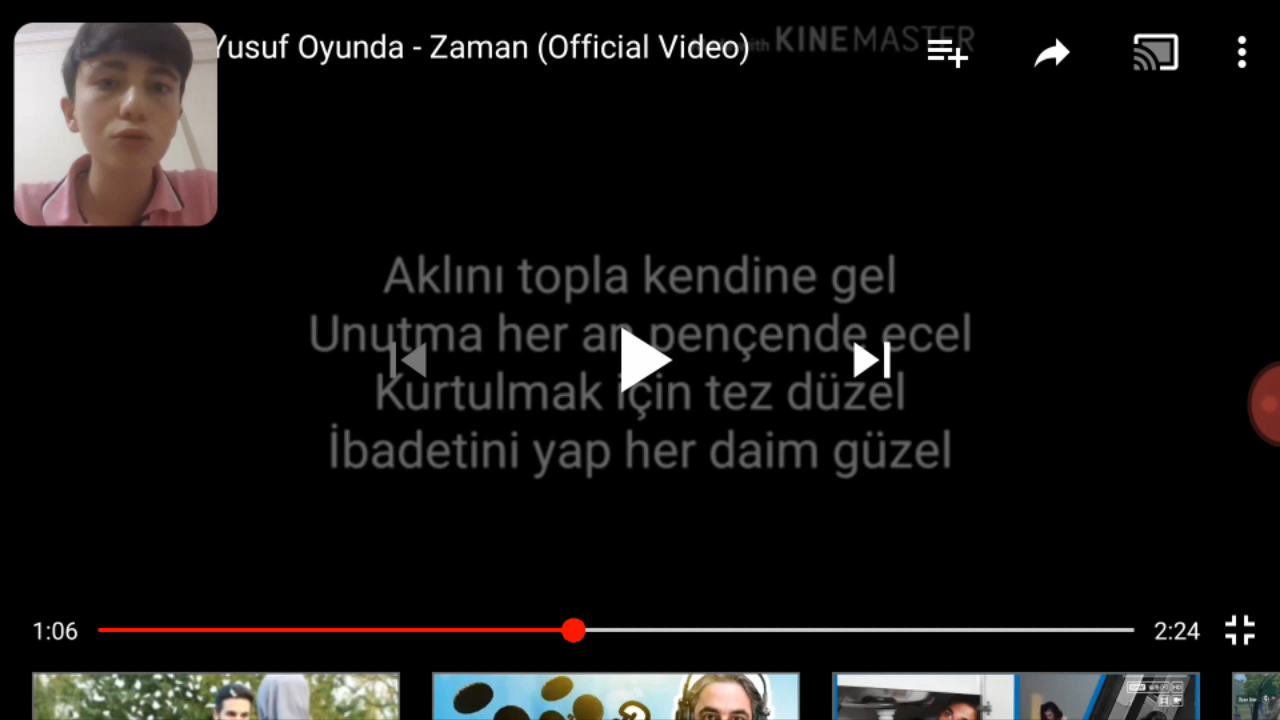 Yusuf Oyunda - Zaman (Official Video)
KINEMASTER
Aklını topla kendine gel
Unutma her an pençende ecel
Kurtulmak için tez düzel
İbadetini yap her daim güzel
1:06
2:24